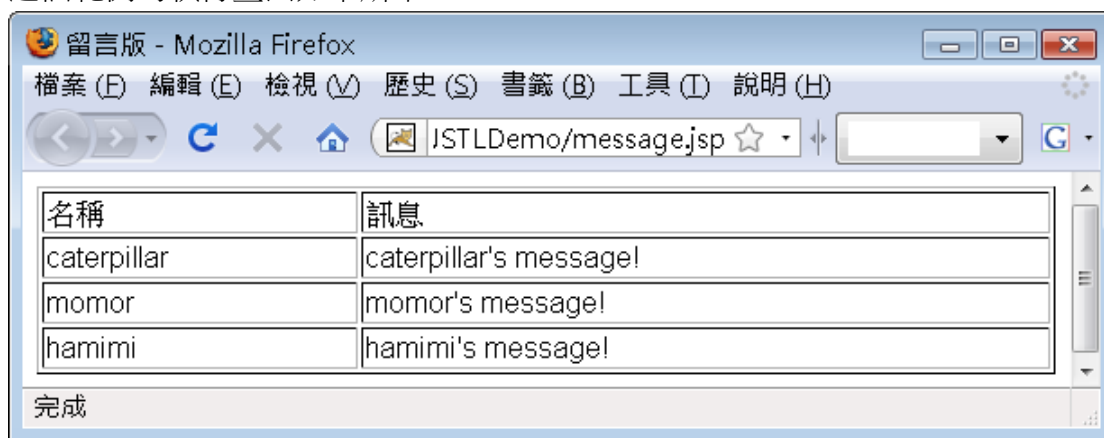 留言版 - Mozilla Firefox
檔案 (F) 編輯 (E) 檢視 (V) 歷史 (S) 書籤 (B) 工具 (T) 說明 (H)
JSTLDemo/message.jsp
G
名稱 訊息
caterpillar caterpillar's message!
momor momor's message!
hamimi hamimi's message!
完成